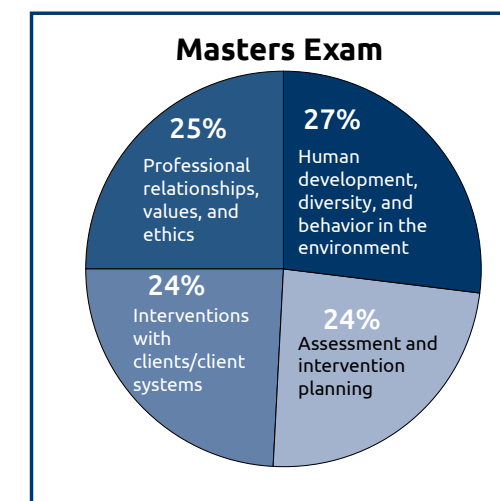 Masters Exam
25%
Professional
relationships,
values, and
ethics
27%
Human
development,
diversity, and
behavior in the
environment
24%
Interventions
with
clients/client
systems
24%
Assessment and
intervention
planning